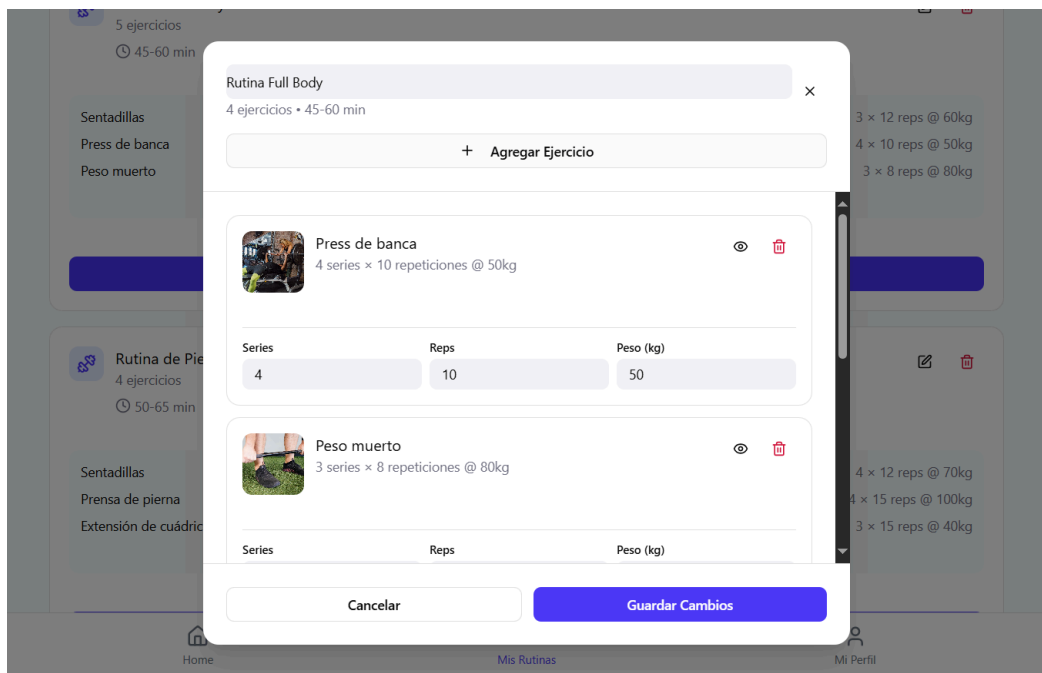 5 ejercicios
45-60 min
Sentadillas
3 × 12 reps @ 60kg
Press de banca
4 × 10 reps @ 50kg
Peso muerto
3 × 8 reps @ 80kg
Rutina Full Body
4 ejercicios • 45-60 min
+ Agregar Ejercicio
Press de banca
4 series × 10 repeticiones @ 50kg
Series Reps Peso (kg)
4 10 50
Peso muerto
3 series × 8 repeticiones @ 80kg
Series Reps Peso (kg)
Cancelar Guardar Cambios
Rutina de Pie
4 ejercicios
50-65 min
Sentadillas
4 × 12 reps @ 70kg
Prensa de pierna
4 × 15 reps @ 100kg
Extensión de cuádric
3 × 15 reps @ 40kg
Home Mis Rutinas Mi Perfil